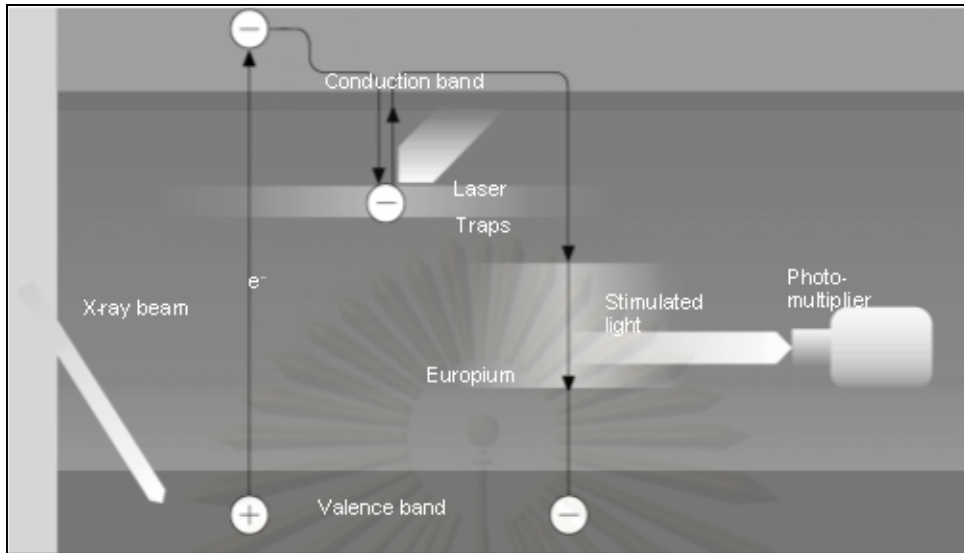 Conduction band
Laser
Traps
e⁻
X-ray beam
Photo-
multiplier
Stimulated
light
Europium
Valence band